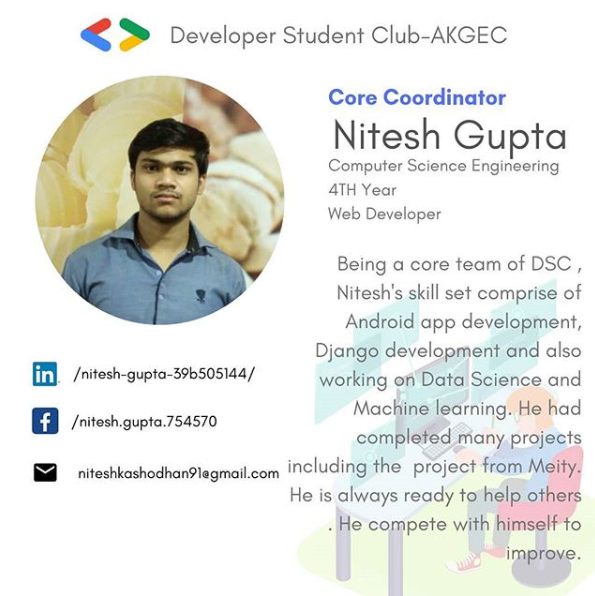 Developer Student Club-AKGEC
Core Coordinator
Nitesh Gupta
Computer Science Engineering
4TH Year
Web Developer
Being a core team of DSC ,
Nitesh's skill set comprise of
Android app development,
Django development and also
working on Data Science and
Machine learning. He had
completed many projects
including the project from Meity.
He is always ready to help others
. He compete with himself to
improve.
in
/nitesh-gupta-39b505144/
f
/nitesh.gupta.754570
niteshkashodhan91@gmail.com